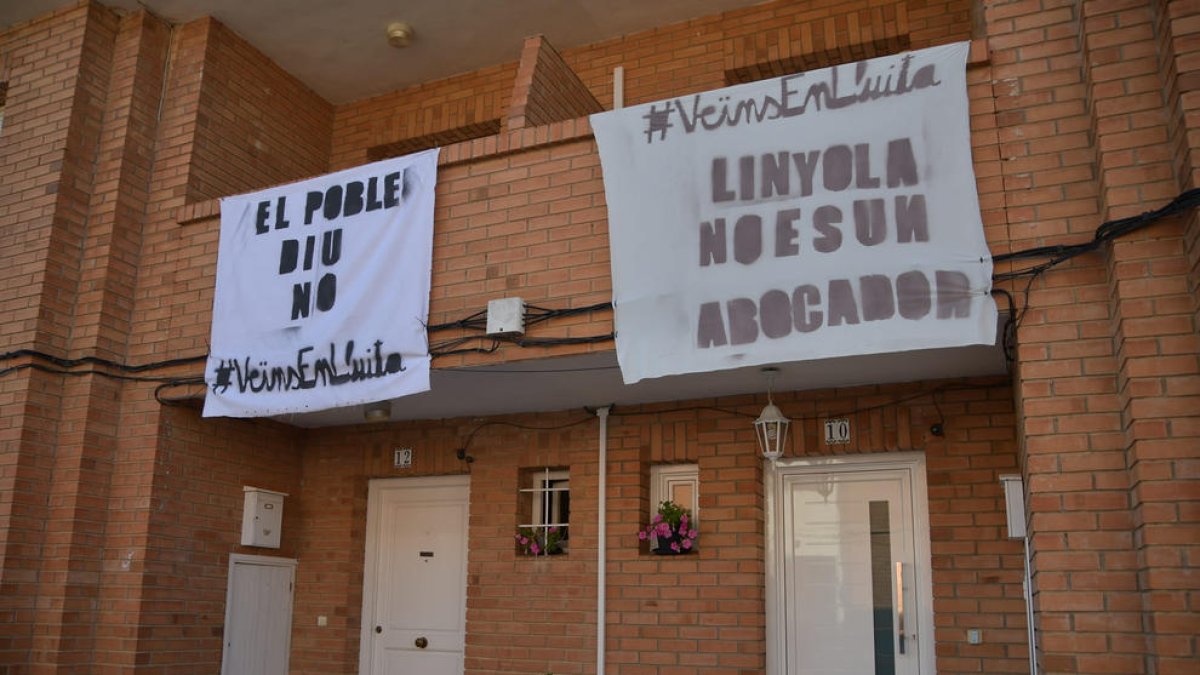 EL POBLE
DIU
NO
#VeïnsEnLluita
#VeïnsEnLluita
LINYOLA
NO ES UN
ABOCADOR
12
10